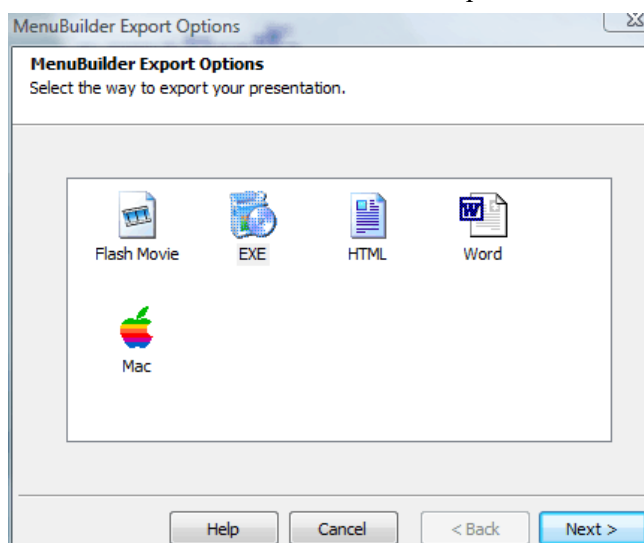 MenuBuilder Export Options
MenuBuilder Export Options
Select the way to export your presentation.
Flash Movie EXE HTML Word
Mac
Help Cancel < Back Next >